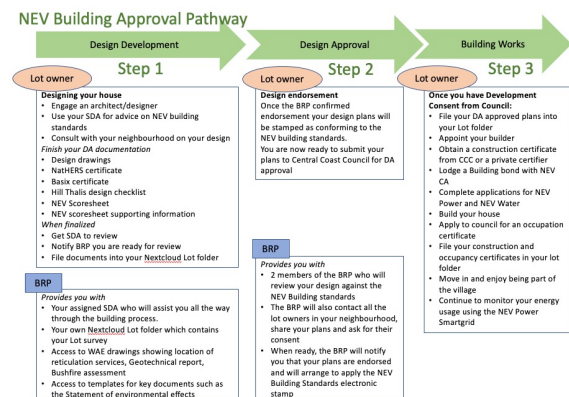 NEV Building Approval Pathway
Design Development
Design Approval
Building Works
Step 1
Step 2
Step 3
Lot owner
Designing your house
• Engage an architect/designer
• Use your SDA for advice on NEV building
standards
• Consult with your neighbourhood on your design
Finish your DA documentation
• Design drawings
• NatHERS certificate
• Basix certificate
• Hill Thalis design checklist
• NEV Scoresheet
• NEV scoresheet supporting information
When finalized
• Get SDA to review
• Notify BRP you are ready for review
• File documents into your Nextcloud Lot folder
BRP
Provides you with
• Your assigned SDA who will assist you all the way
through the building process.
• Your own Nextcloud Lot folder which contains
your Lot survey
• Access to WAE drawings showing location of
reticulation services, Geotechnical report,
Bushfire assessment
• Access to templates for key documents such as
the Statement of environmental effects
Lot owner
Design endorsement
Once the BRP confirmed
endorsement your design plans will
be stamped as conforming to the
NEV building standards.
You are now ready to submit your
plans to Central Coast Council for DA
approval
BRP
Provides you with
• 2 members of the BRP who will
review your design against the
NEV Building standards
• The BRP will also contact all the
lot owners in your neighbourhood,
share your plans and ask for their
consent
• When ready, the BRP will notify
you that your plans are endorsed
and will arrange to apply the NEV
Building Standards electronic
stamp
Lot owner
Once you have Development
Consent from Council:
• File your DA approved plans into
your Lot folder
• Appoint your builder
• Obtain a construction certificate
from CCC or a private certifier
• Lodge a Building bond with NEV
CA
• Complete applications for NEV
Power and NEV Water
• Build your house
• Apply to council for an occupation
certificate
• File your construction and
occupancy certificates in your lot
folder
• Move in and enjoy being part of
the village
• Continue to monitor your energy
usage using the NEV Power
Smartgrid